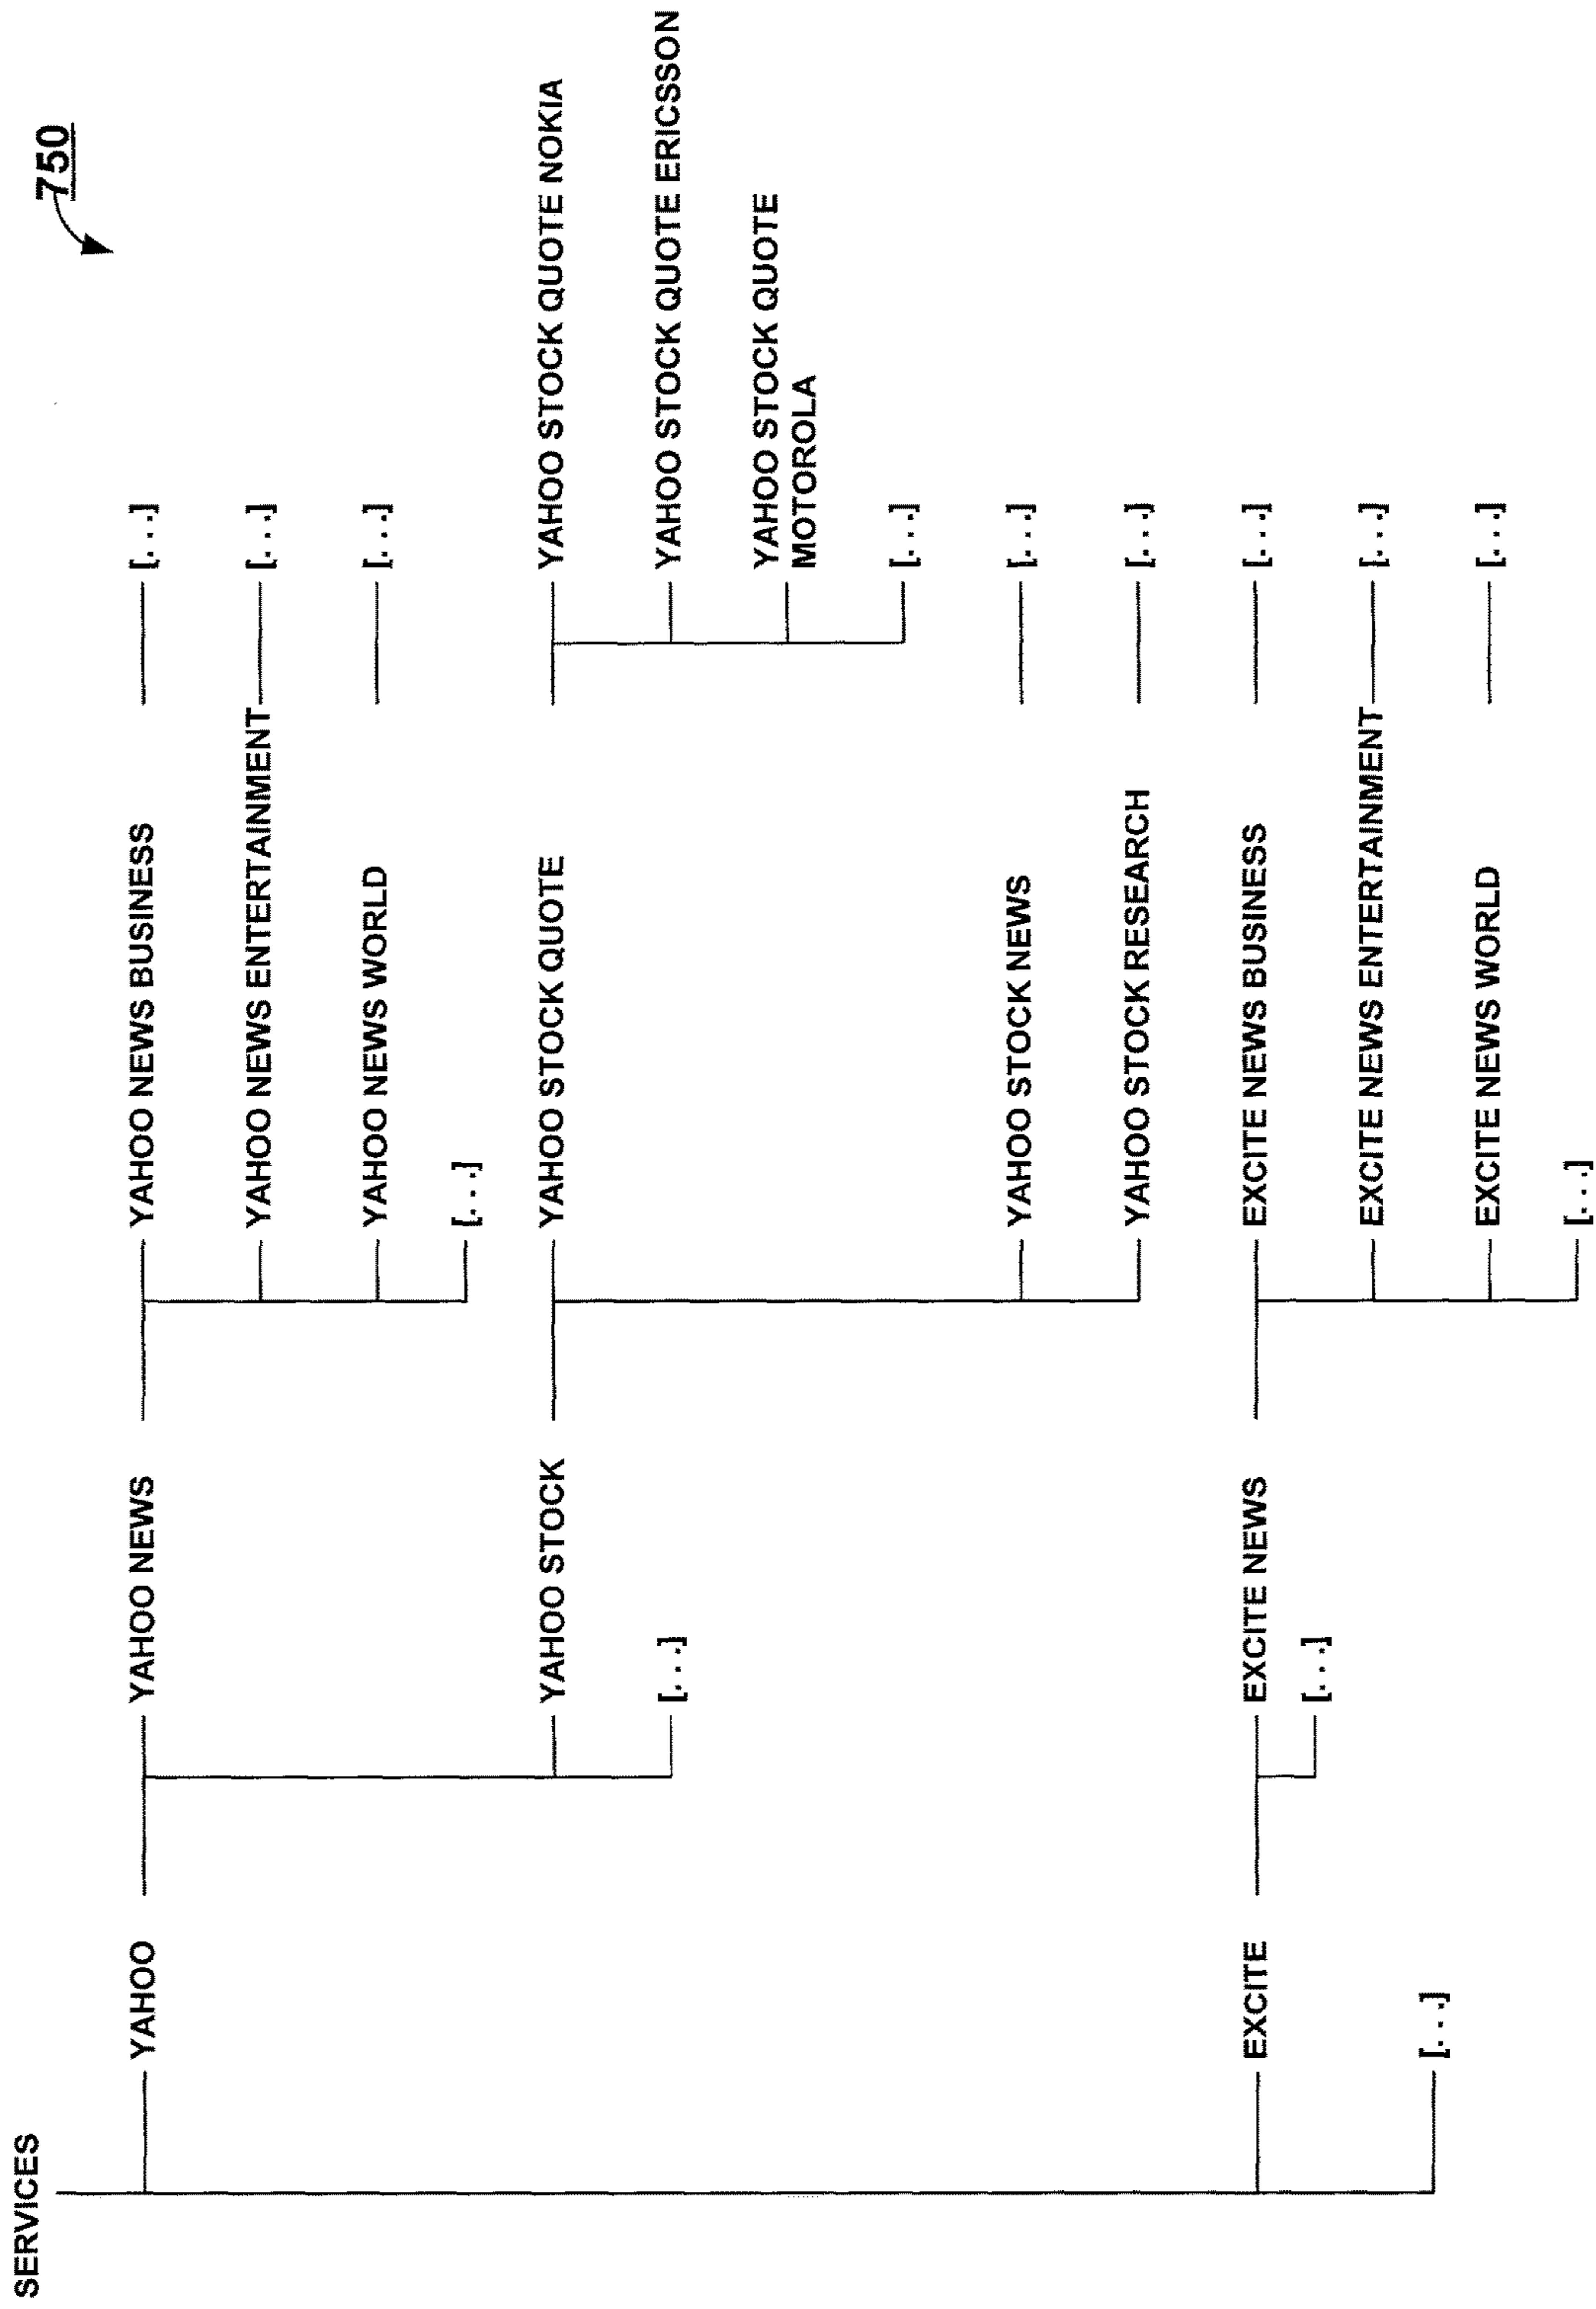 SERVICES
750
YAHOO YAHOO NEWS YAHOO NEWS BUSINESS [. . .]
YAHOO NEWS ENTERTAINMENT [. . .]
YAHOO NEWS WORLD [. . .]
[. . .]
YAHOO STOCK YAHOO STOCK QUOTE YAHOO STOCK QUOTE NOKIA
[. . .] YAHOO STOCK QUOTE ERICSSON
YAHOO STOCK QUOTE
MOTOROLA
[. . .]
YAHOO STOCK NEWS [. . .]
YAHOO STOCK RESEARCH [. . .]
EXCITE EXCITE NEWS EXCITE NEWS BUSINESS [. . .]
[. . .]
EXCITE NEWS ENTERTAINMENT [. . .]
[. . .]
EXCITE NEWS WORLD [. . .]
[. . .]